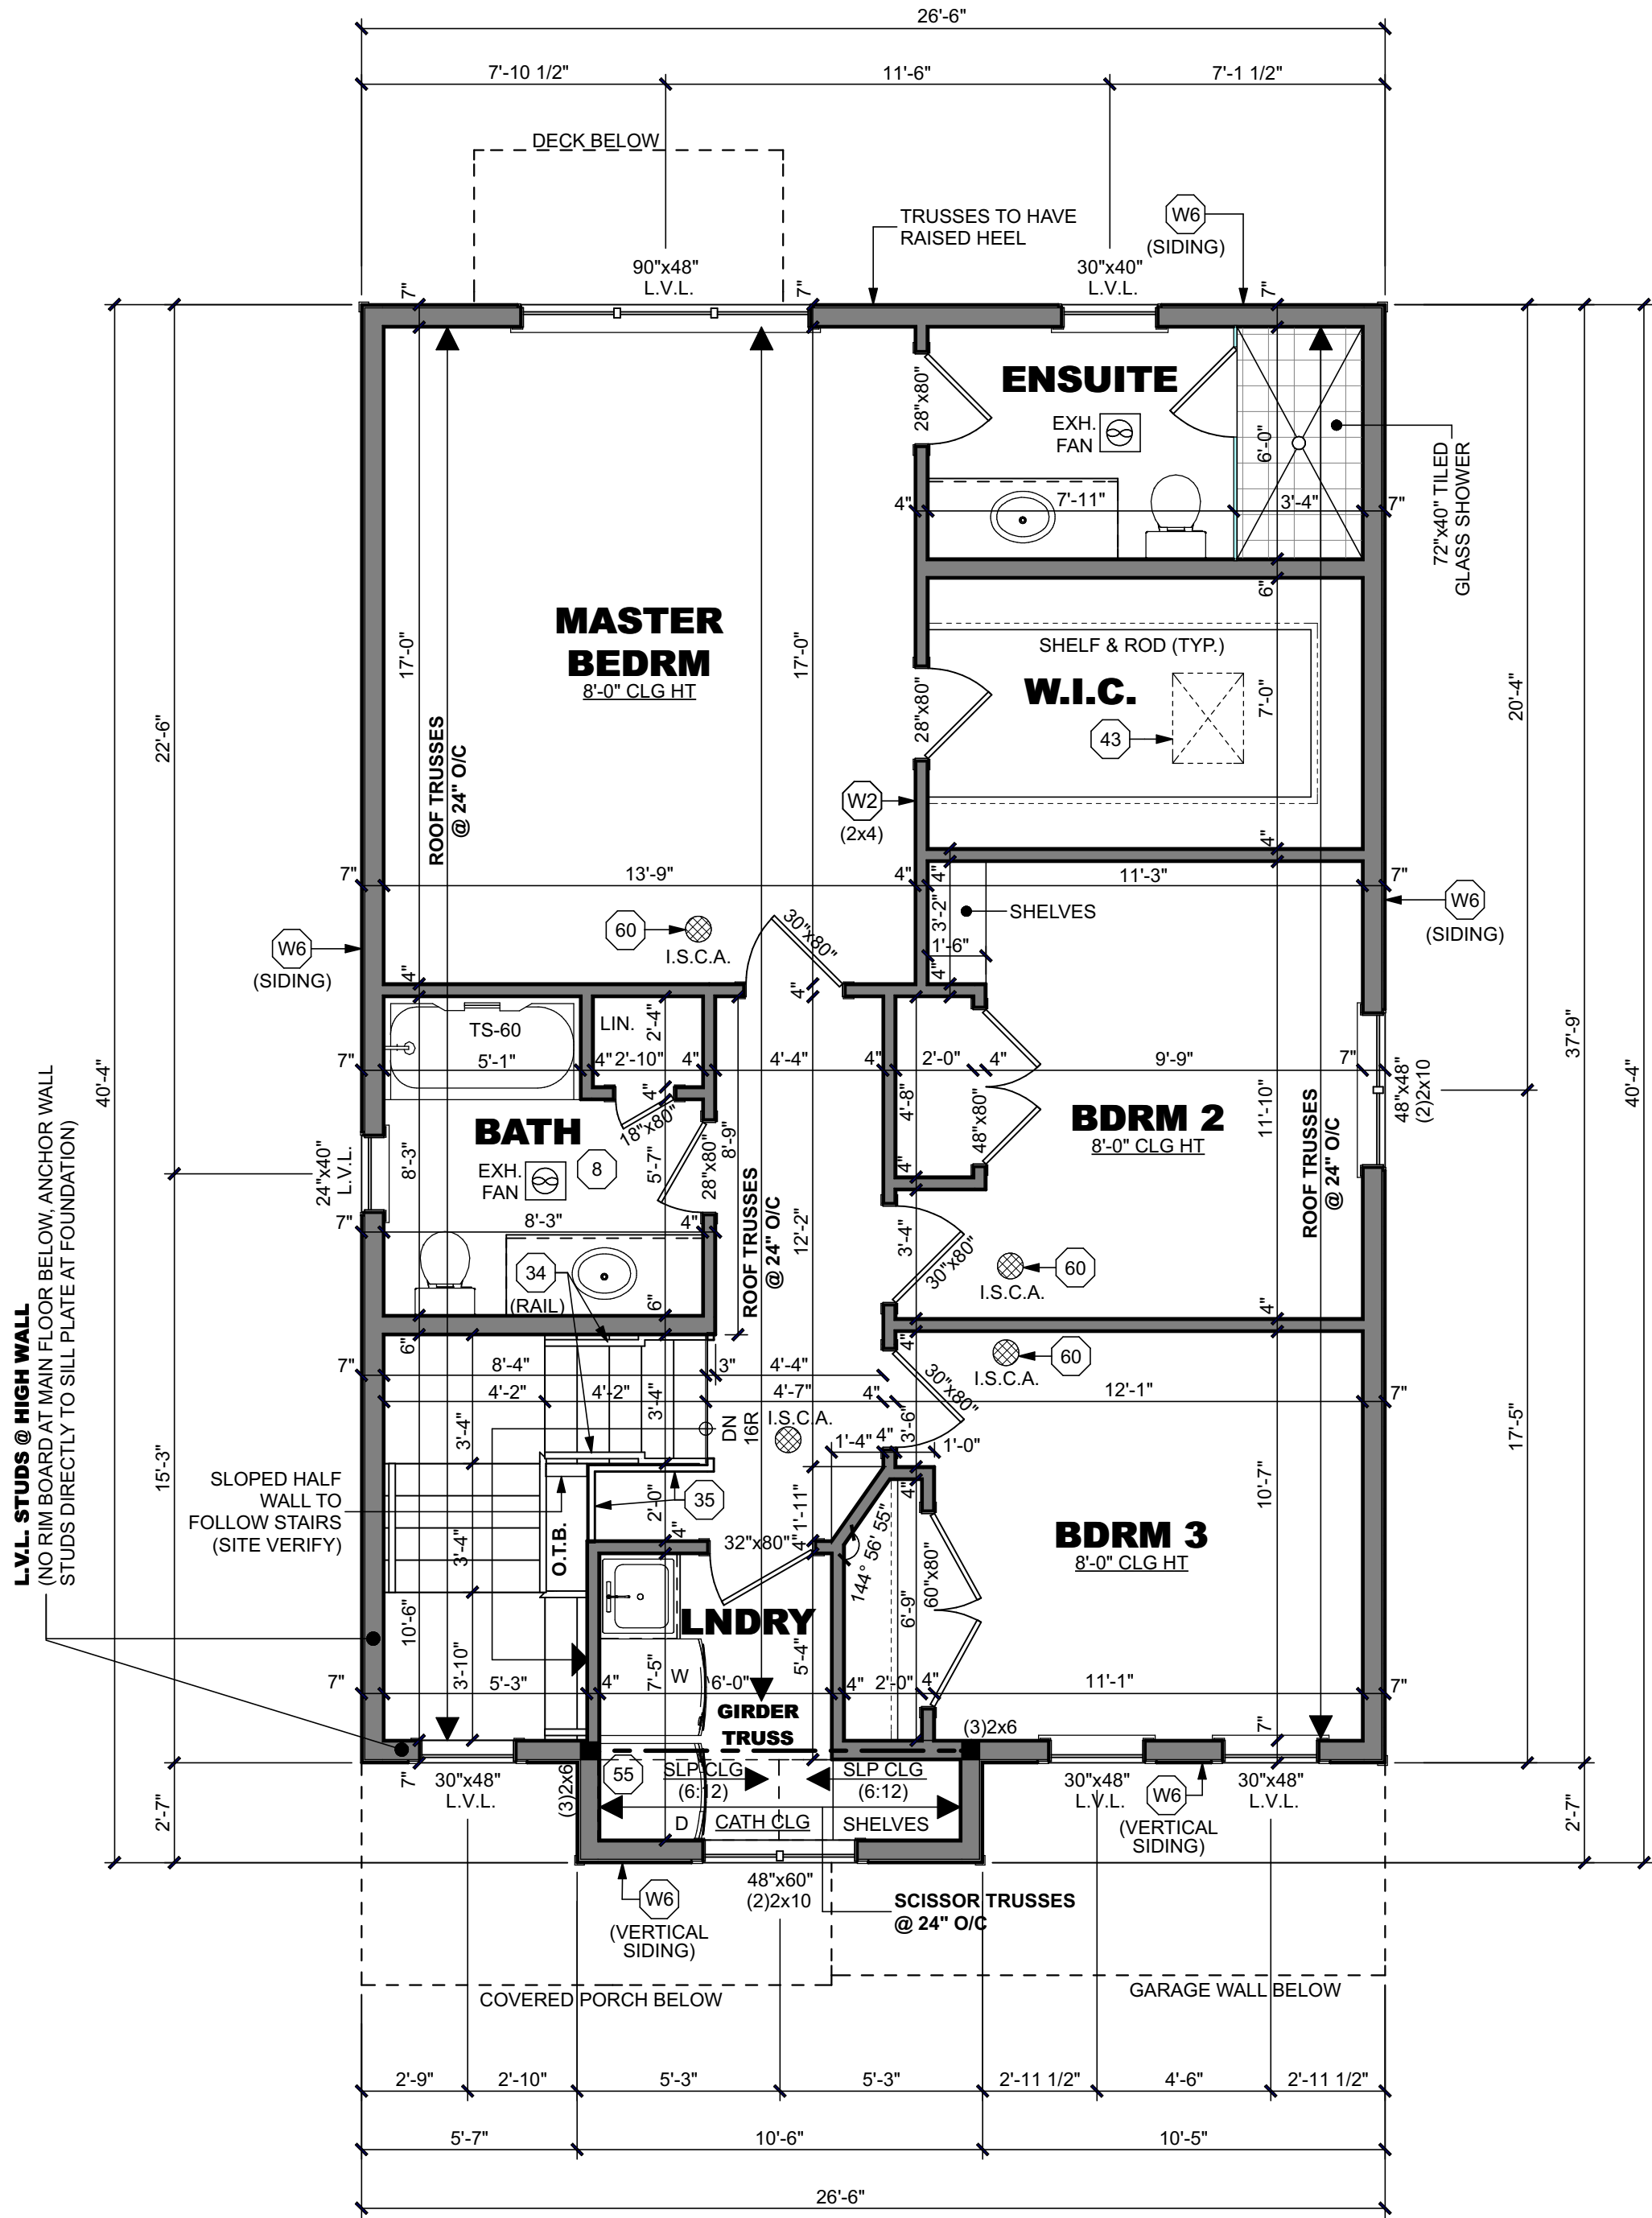 26'-6"
7'-10 1/2"
11'-6"
7'-1 1/2"
DECK BELOW
TRUSSES TO HAVE
RAISED HEEL
W6
(SIDING)
90"x48"
L.V.L.
30"x40"
L.V.L.
7"
7"
7"
ENSUITE
EXH.
FAN
28"x80"
6'-0"
4"
7'-11"
3'-4"
7"
72"x40" TILED
GLASS SHOWER
MASTER
BEDRM
8'-0" CLG HT
17'-0"
17'-0"
6"
SHELF & ROD (TYP.)
W.I.C.
28"x80"
43
7'-0"
20'-4"
22'-6"
ROOF TRUSSES
@ 24" O/C
W2
(2x4)
4"
7"
13'-9"
4"
4"
11'-3"
7"
3'-2"
SHELVES
1'-6"
4"
W6
(SIDING)
W6
(SIDING)
60
I.S.C.A.
30"x80"
4"
4"
TS-60
LIN.
2'-4"
7"
5'-1"
4"
2'-10"
4"
4'-4"
4"
2'-0"
4"
9'-9"
7"
48"x48"
(2)2x10
37'-9"
40'-4"
40'-4"
4"
18"x80"
BATH
EXH.
FAN
8
8'-3"
5'-7"
28"x80"
8'-9"
4'-8"
48"x80"
BDRM 2
8'-0" CLG HT
11'-10"
ROOF TRUSSES
@ 24" O/C
24"x40"
L.V.L.
4"
7"
8'-3"
4"
ROOF TRUSSES
@ 24" O/C
12'-2"
3'-4"
30"x80"
60
I.S.C.A.
34
(RAIL)
6"
6"
4"
4"
60
I.S.C.A.
7"
8'-4"
3"
4'-4"
30"x80"
4'-2"
4'-2"
4'-7"
4"
12'-1"
7"
3'-4"
3'-4"
DN
16R
I.S.C.A.
3'-6"
1'-4"
4"
1'-0"
17'-5"
15'-3"
SLOPED HALF
WALL TO
FOLLOW STAIRS
(SITE VERIFY)
35
2'-0"
4"
1'-11"
4"
4"
10'-7"
O.T.B.
3'-4"
32"x80"
144° 56' 55"
60"x80"
6'-9"
BDRM 3
8'-0" CLG HT
L.V.L. STUDS @ HIGH WALL
(NO RIM BOARD AT MAIN FLOOR BELOW, ANCHOR WALL
STUDS DIRECTLY TO SILL PLATE AT FOUNDATION)
LNDRY
10'-6"
3'-10"
7'-5"
W
5'-4"
7"
5'-3"
4"
6'-0"
4"
2'-0"
4"
11'-1"
7"
GIRDER
TRUSS
(3)2x6
7"
7"
(3)2x6
55
SLP CLG
(6:12)
SLP CLG
(6:12)
D
CATH CLG
SHELVES
30"x48"
L.V.L.
30"x48"
L.V.L.
30"x48"
L.V.L.
W6
(VERTICAL
SIDING)
2'-7"
2'-7"
W6
(VERTICAL
SIDING)
48"x60"
(2)2x10
SCISSOR TRUSSES
@ 24" O/C
COVERED PORCH BELOW
GARAGE WALL BELOW
2'-9"
2'-10"
5'-3"
5'-3"
2'-11 1/2"
4'-6"
2'-11 1/2"
5'-7"
10'-6"
10'-5"
26'-6"